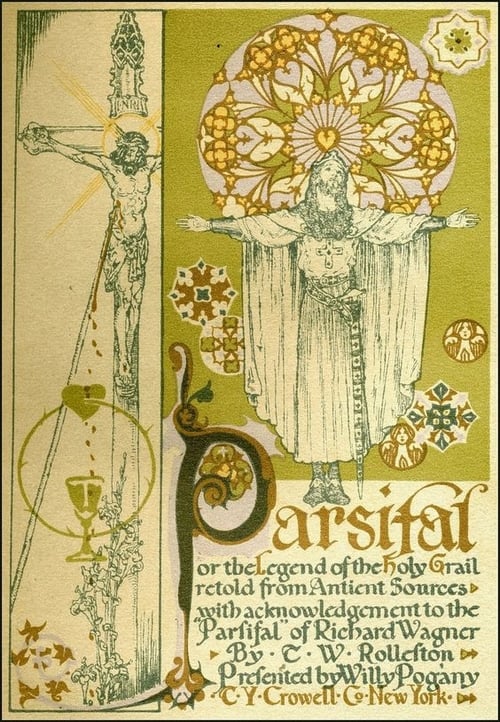 INRI
Parsifal
or the Legend of the Holy Grail
retold from Antient Sources
with acknowledgement to the
"Parsifal" of Richard Wagner
By · T · W · Rolleston
Presented by Willy Pogány
· C · Y · Crowell · Co · New York ·